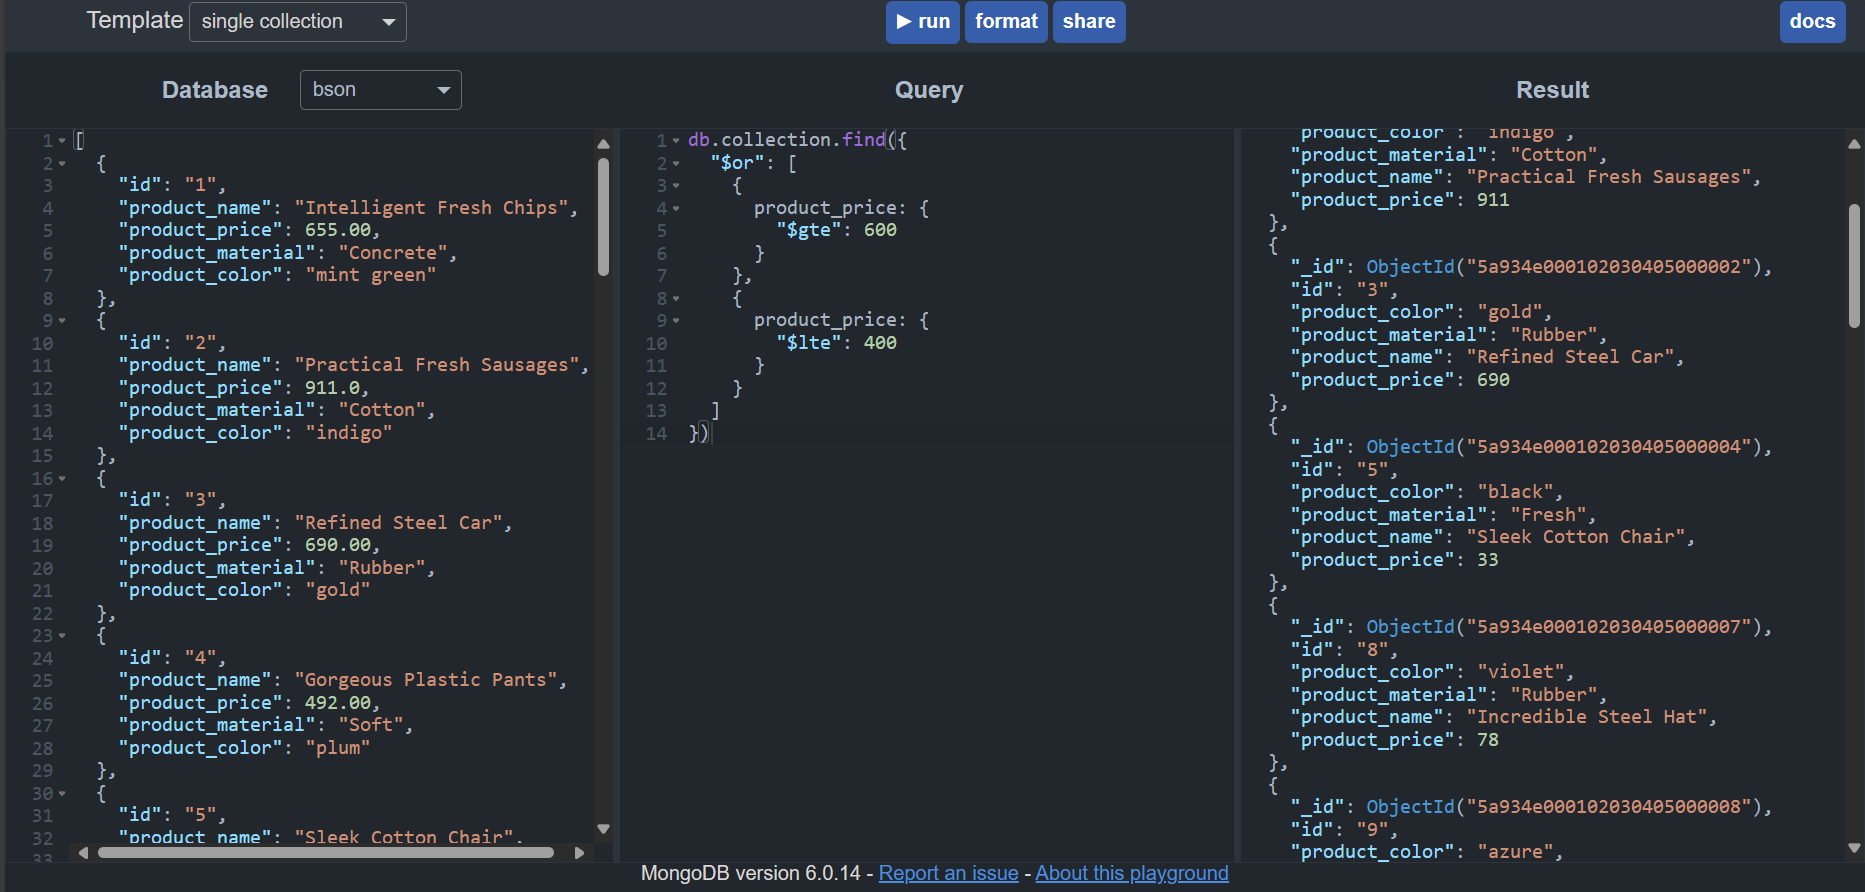 Template single collection ▶ run format share docs
Database bson Query Result
1 [
2 {
3 "id": "1",
4 "product_name": "Intelligent Fresh Chips",
5 "product_price": 655.00,
6 "product_material": "Concrete",
7 "product_color": "mint green"
8 },
9 {
10 "id": "2",
11 "product_name": "Practical Fresh Sausages",
12 "product_price": 911.0,
13 "product_material": "Cotton",
14 "product_color": "indigo"
15 },
16 {
17 "id": "3",
18 "product_name": "Refined Steel Car",
19 "product_price": 690.00,
20 "product_material": "Rubber",
21 "product_color": "gold"
22 },
23 {
24 "id": "4",
25 "product_name": "Gorgeous Plastic Pants",
26 "product_price": 492.00,
27 "product_material": "Soft",
28 "product_color": "plum"
29 },
30 {
31 "id": "5",
32 "product_name": "Sleek Cotton Chair",
33
1 db.collection.find({
2 "$or": [
3 {
4 product_price: {
5 "$gte": 600
6 }
7 },
8 {
9 product_price: {
10 "$lte": 400
11 }
12 }
13 ]
14 })
"product_color": "indigo",
"product_material": "Cotton",
"product_name": "Practical Fresh Sausages",
"product_price": 911
},
{
"_id": ObjectId("5a934e000102030405000002"),
"id": "3",
"product_color": "gold",
"product_material": "Rubber",
"product_name": "Refined Steel Car",
"product_price": 690
},
{
"_id": ObjectId("5a934e000102030405000004"),
"id": "5",
"product_color": "black",
"product_material": "Fresh",
"product_name": "Sleek Cotton Chair",
"product_price": 33
},
{
"_id": ObjectId("5a934e000102030405000007"),
"id": "8",
"product_color": "violet",
"product_material": "Rubber",
"product_name": "Incredible Steel Hat",
"product_price": 78
},
{
"_id": ObjectId("5a934e000102030405000008"),
"id": "9",
"product_color": "azure",
MongoDB version 6.0.14 - Report an issue - About this playground